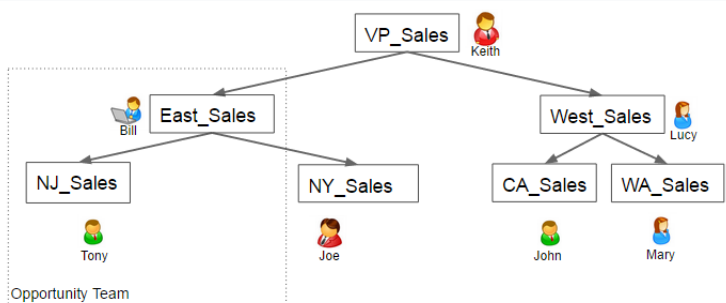 VP_Sales
Keith
Bill
East_Sales
West_Sales
Lucy
NJ_Sales
NY_Sales
CA_Sales
WA_Sales
Tony
Joe
John
Mary
Opportunity Team